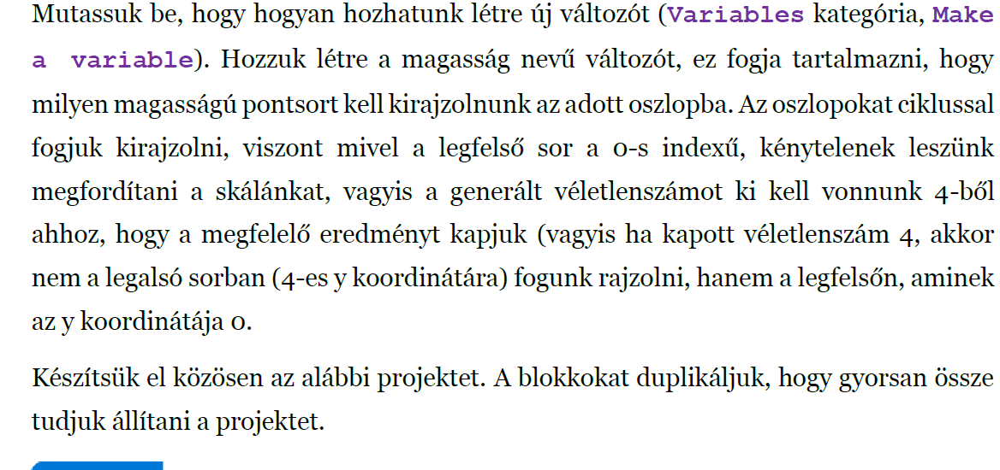 Mutassuk be, hogy hogyan hozhatunk létre új változót (Variables kategória, Make
a variable). Hozzuk létre a magasság nevű változót, ez fogja tartalmazni, hogy
milyen magasságú pontsort kell kirajzolnunk az adott oszlopba. Az oszlopokat ciklussal
fogjuk kirajzolni, viszont mivel a legfelső sor a 0-s indexű, kénytelenek leszünk
megfordítani a skálánkat, vagyis a generált véletlenszámot ki kell vonnunk 4-ből
ahhoz, hogy a megfelelő eredményt kapjuk (vagyis ha kapott véletlenszám 4, akkor
nem a legalsó sorban (4-es y koordinátára) fogunk rajzolni, hanem a legfelsőn, aminek
az y koordinátája 0.
Készítsük el közösen az alábbi projektet. A blokkokat duplikáljuk, hogy gyorsan össze
tudjuk állítani a projektet.